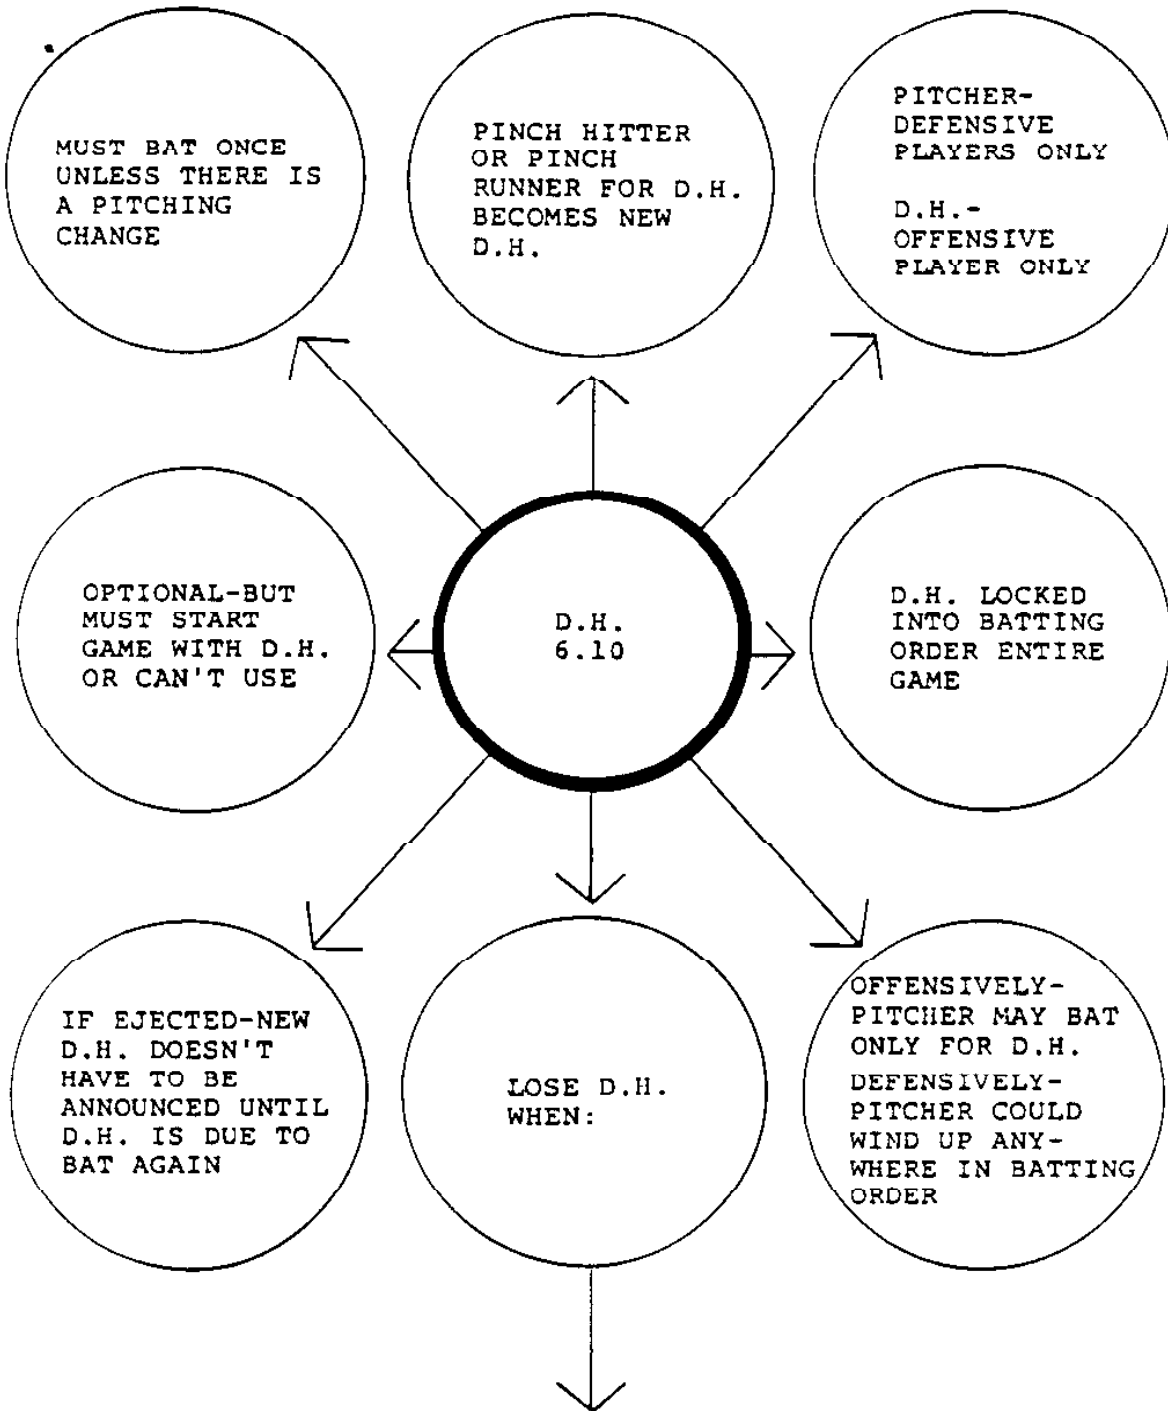 MUST BAT ONCE
UNLESS THERE IS
A PITCHING
CHANGE
PINCH HITTER
OR PINCH
RUNNER FOR D.H.
BECOMES NEW
D.H.
PITCHER-
DEFENSIVE
PLAYERS ONLY
D.H.-
OFFENSIVE
PLAYER ONLY
OPTIONAL-BUT
MUST START
GAME WITH D.H.
OR CAN'T USE
D.H.
6.10
D.H. LOCKED
INTO BATTING
ORDER ENTIRE
GAME
IF EJECTED-NEW
D.H. DOESN'T
HAVE TO BE
ANNOUNCED UNTIL
D.H. IS DUE TO
BAT AGAIN
LOSE D.H.
WHEN:
OFFENSIVELY-
PITCHER MAY BAT
ONLY FOR D.H.
DEFENSIVELY-
PITCHER COULD
WIND UP ANY-
WHERE IN BATTING
ORDER